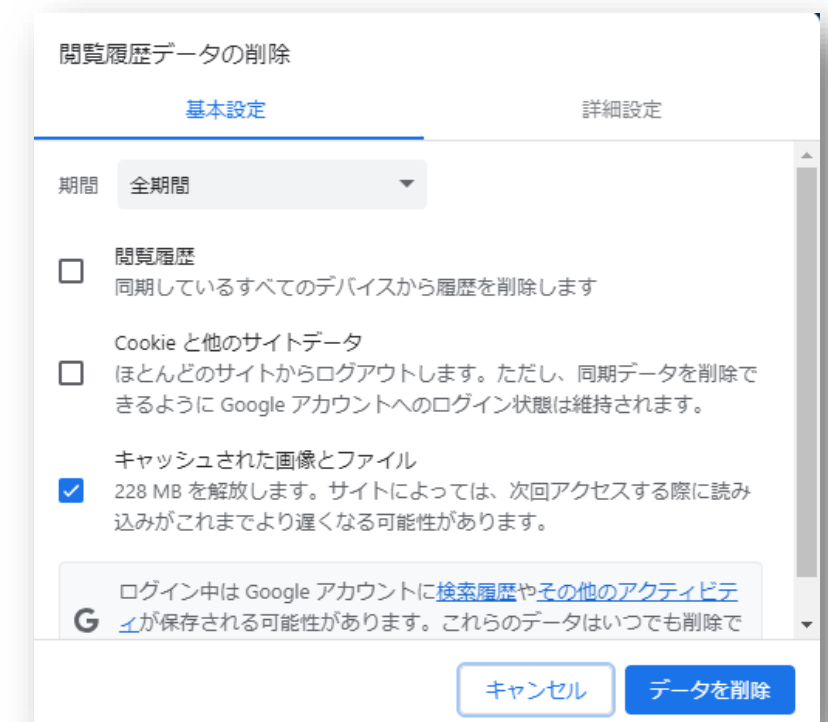 閲覧履歴データの削除
基本設定
詳細設定
期間
全期間
閲覧履歴
同期しているすべてのデバイスから履歴を削除します
Cookie と他のサイトデータ
ほとんどのサイトからログアウトします。ただし、同期データを削除で
きるように Google アカウントへのログイン状態は維持されます。
キャッシュされた画像とファイル
228 MB を解放します。サイトによっては、次回アクセスする際に読み
込みがこれまでより遅くなる可能性があります。
ログイン中は Google アカウントに検索履歴やその他のアクティビテ
G
ィが保存される可能性があります。これらのデータはいつでも削除で
キャンセル
データを削除